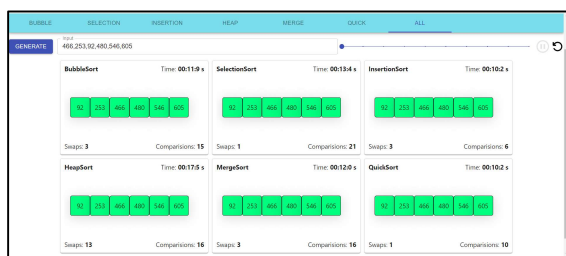 BUBBLE SELECTION INSERTION HEAP MERGE QUICK ALL
GENERATE
Input
466,253,92,480,546,605
BubbleSort Time: 00:11:9 s
92 253 466 480 546 605
Swaps: 3 Comparisions: 15
SelectionSort Time: 00:13:4 s
92 253 466 480 546 605
Swaps: 1 Comparisions: 21
InsertionSort Time: 00:10:2 s
92 253 466 480 546 605
Swaps: 3 Comparisions: 6
HeapSort Time: 00:17:5 s
92 253 466 480 546 605
Swaps: 13 Comparisions: 16
MergeSort Time: 00:12:0 s
92 253 466 480 546 605
Swaps: 3 Comparisions: 16
QuickSort Time: 00:10:2 s
92 253 466 480 546 605
Swaps: 1 Comparisions: 10